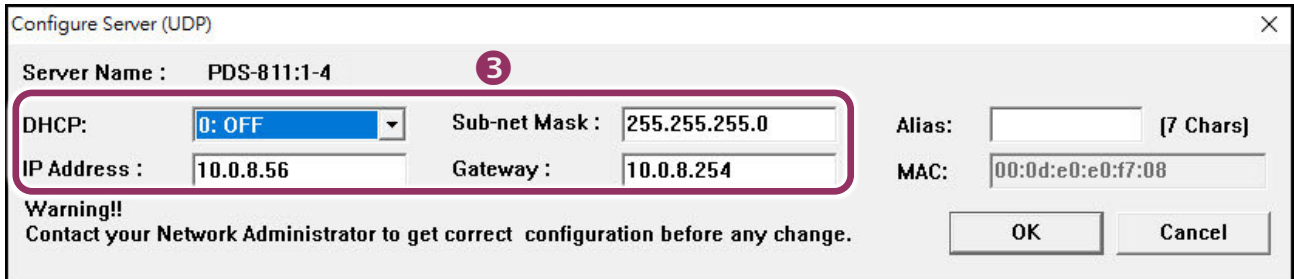 Configure Server (UDP)
Server Name : PDS-811:1-4 3
DHCP: 0: OFF Sub-net Mask : 255.255.255.0 Alias: (7 Chars)
IP Address : 10.0.8.56 Gateway : 10.0.8.254 MAC: 00:0d:e0:e0:f7:08
Warning!!
Contact your Network Administrator to get correct configuration before any change.
OK Cancel